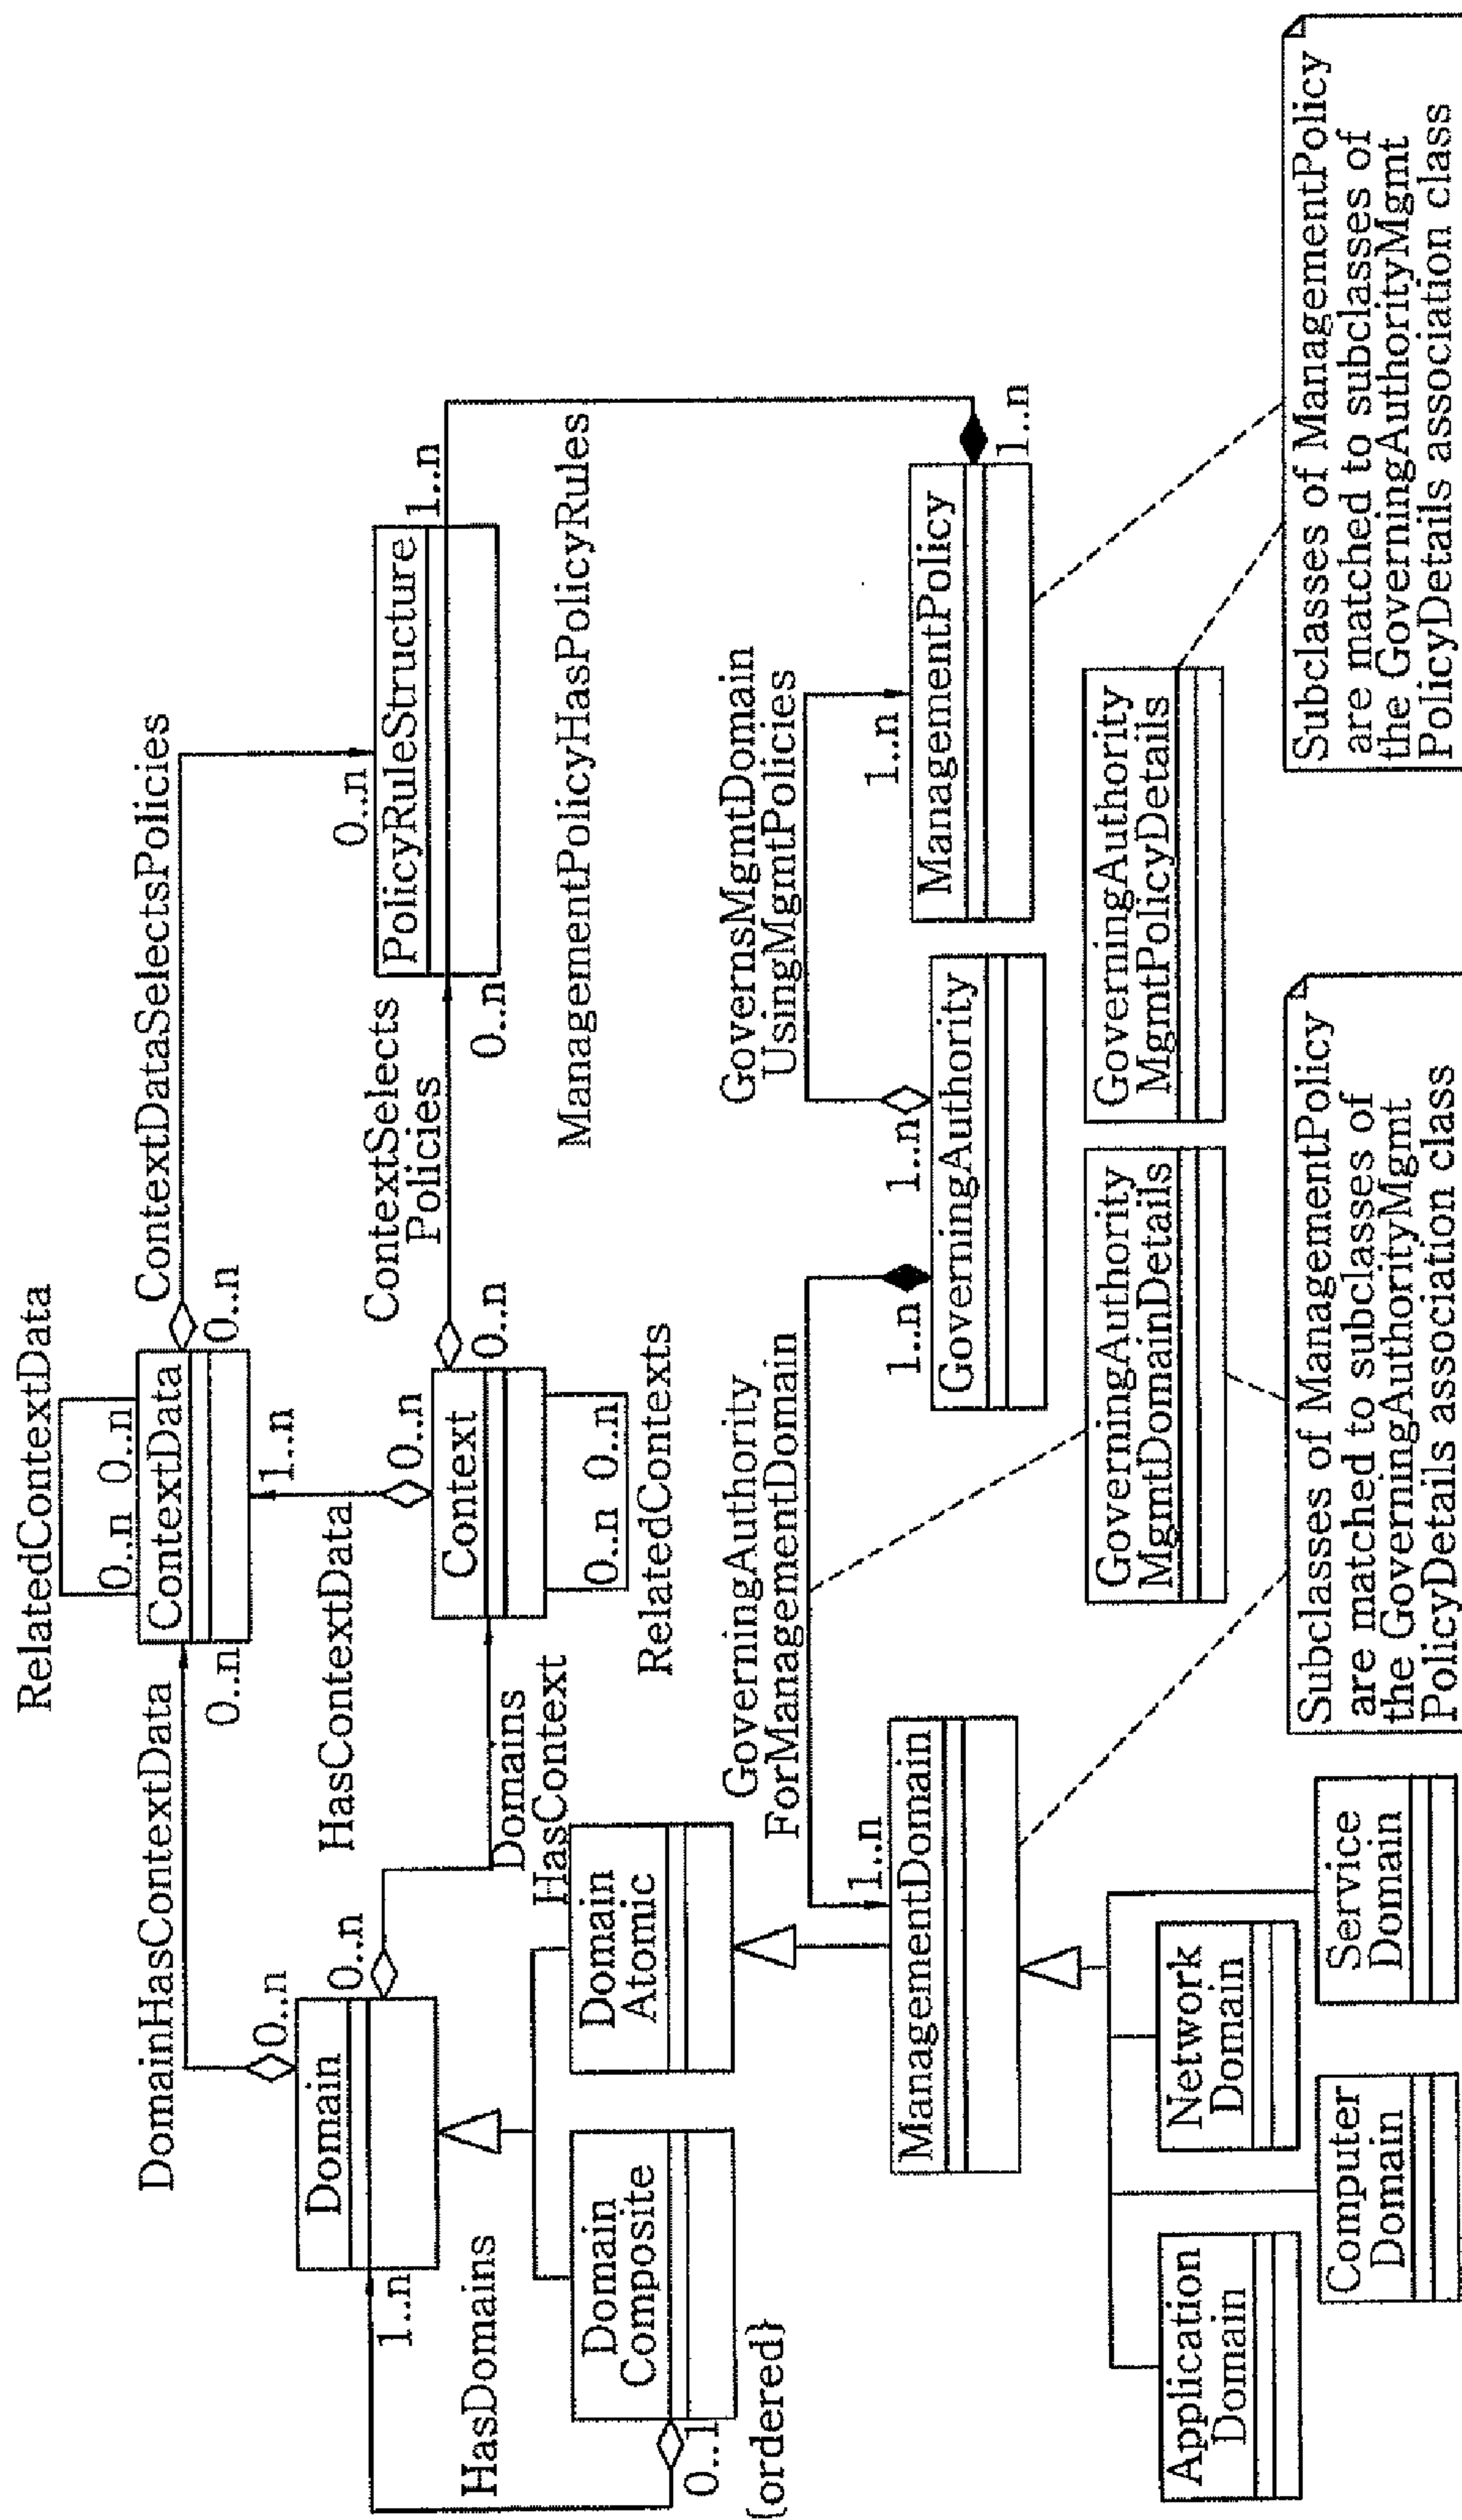 RelatedContextData
0..n 0..n
DomainHasContextData
ContextData
ContextDataSelectsPolicies
0..n
0..n
0..n
1..n
HasContextData
0..n
0..n
0..n
Domain
Domains
HasContext
Context
0..n
ContextSelects
Policies
0..n
PolicyRuleStructure
1..n
0..n 0..n
RelatedContexts
1..n
HasDomains
Domain
Composite
Domain
Atomic
0..1
{ordered}
ManagementPolicyHasPolicyRules
GoverningAuthority
ForManagementDomain
GovernsMgmtDomain
UsingMgmtPolicies
1..n
1..n
1..n
1..n
1..n
ManagementDomain
GoverningAuthority
ManagementPolicy
GoverningAuthority
MgmtDomainDetails
GoverningAuthority
MgmtPolicyDetails
Application
Domain
Network
Domain
Computer
Domain
Service
Domain
Subclasses of ManagementPolicy
are matched to subclasses of
the GoverningAuthorityMgmt
PolicyDetails association class
Subclasses of ManagementPolicy
are matched to subclasses of
the GoverningAuthorityMgmt
PolicyDetails association class